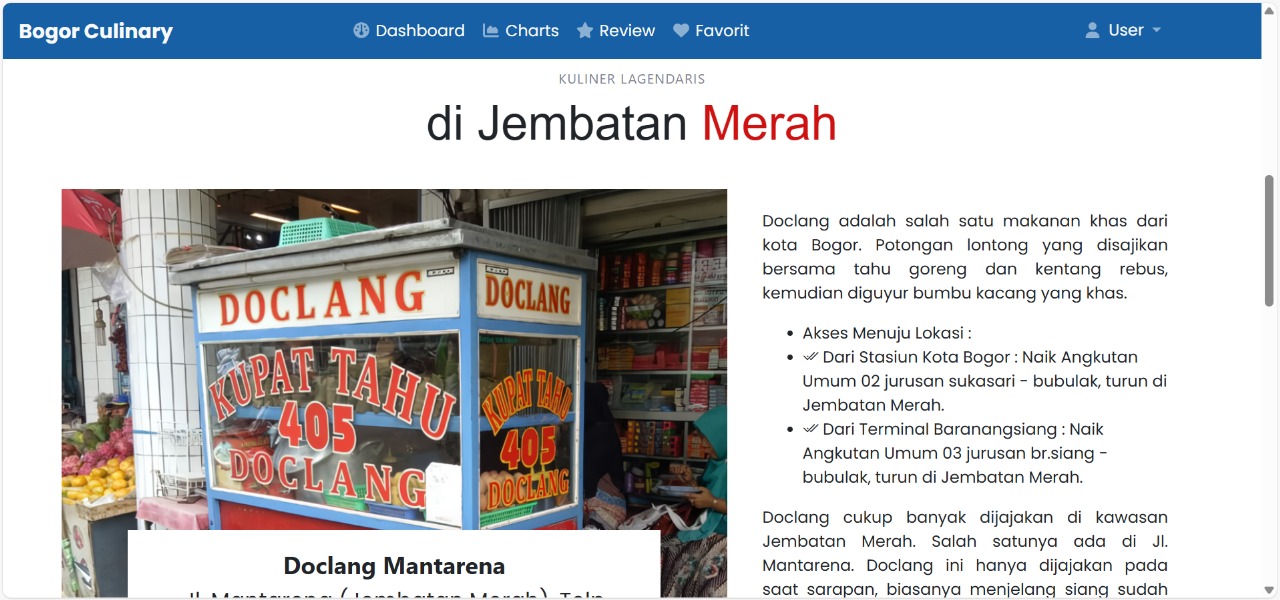 Bogor Culinary
Dashboard
Charts
Review
Favorit
User
KULINER LAGENDARIS
di Jembatan Merah
DOCLANG
DOCLANG
KUPAT TAHU
405
DOCLANG
KUPAT TAHU
405
DOCLANG
Doclang Mantarena
Jl. Mantarena (Jembatan Merah), Telp
Doclang adalah salah satu makanan khas dari
kota Bogor. Potongan lontong yang disajikan
bersama tahu goreng dan kentang rebus,
kemudian diguyur bumbu kacang yang khas.
Akses Menuju Lokasi :
Dari Stasiun Kota Bogor : Naik Angkutan
Umum 02 jurusan sukasari - bubulak, turun di
Jembatan Merah.
Dari Terminal Baranangsiang : Naik
Angkutan Umum 03 jurusan br.siang -
bubulak, turun di Jembatan Merah.
Doclang cukup banyak dijajakan di kawasan
Jembatan Merah. Salah satunya ada di Jl.
Mantarena. Doclang ini hanya dijajakan pada
saat sarapan, biasanya menjelang siang sudah